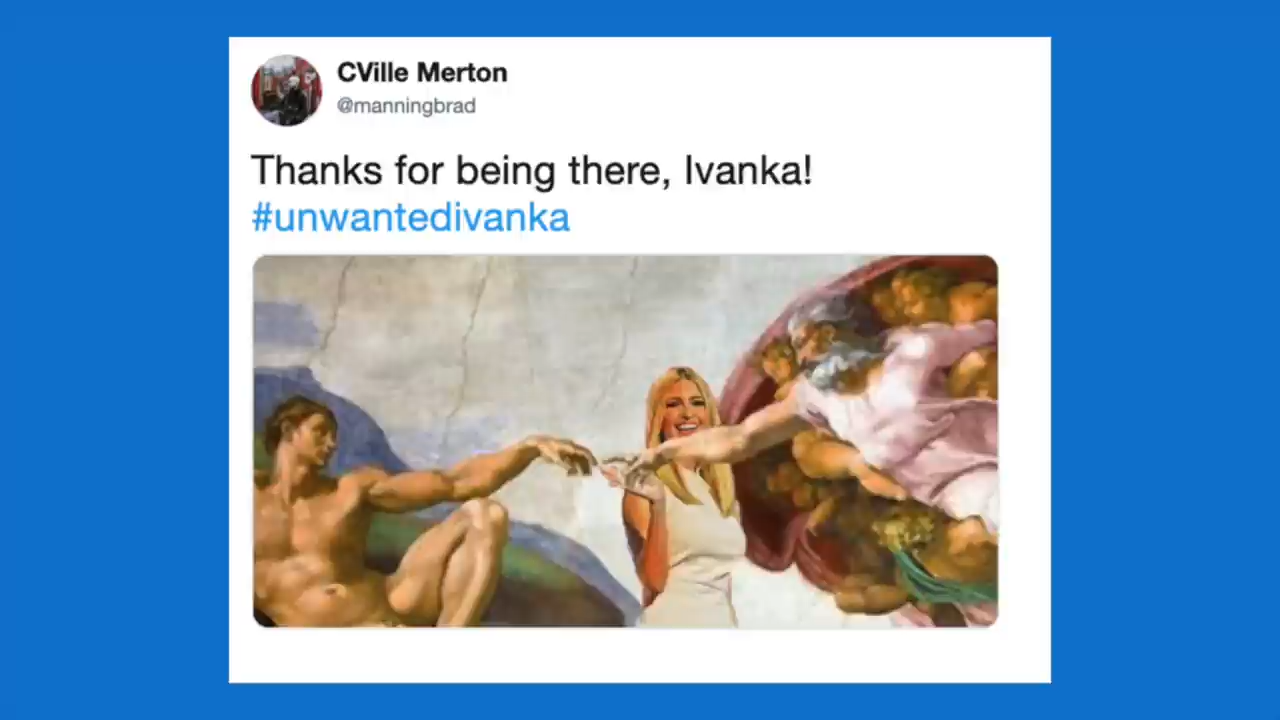 CVille Merton
@manningbrad
Thanks for being there, Ivanka!
#unwantedivanka